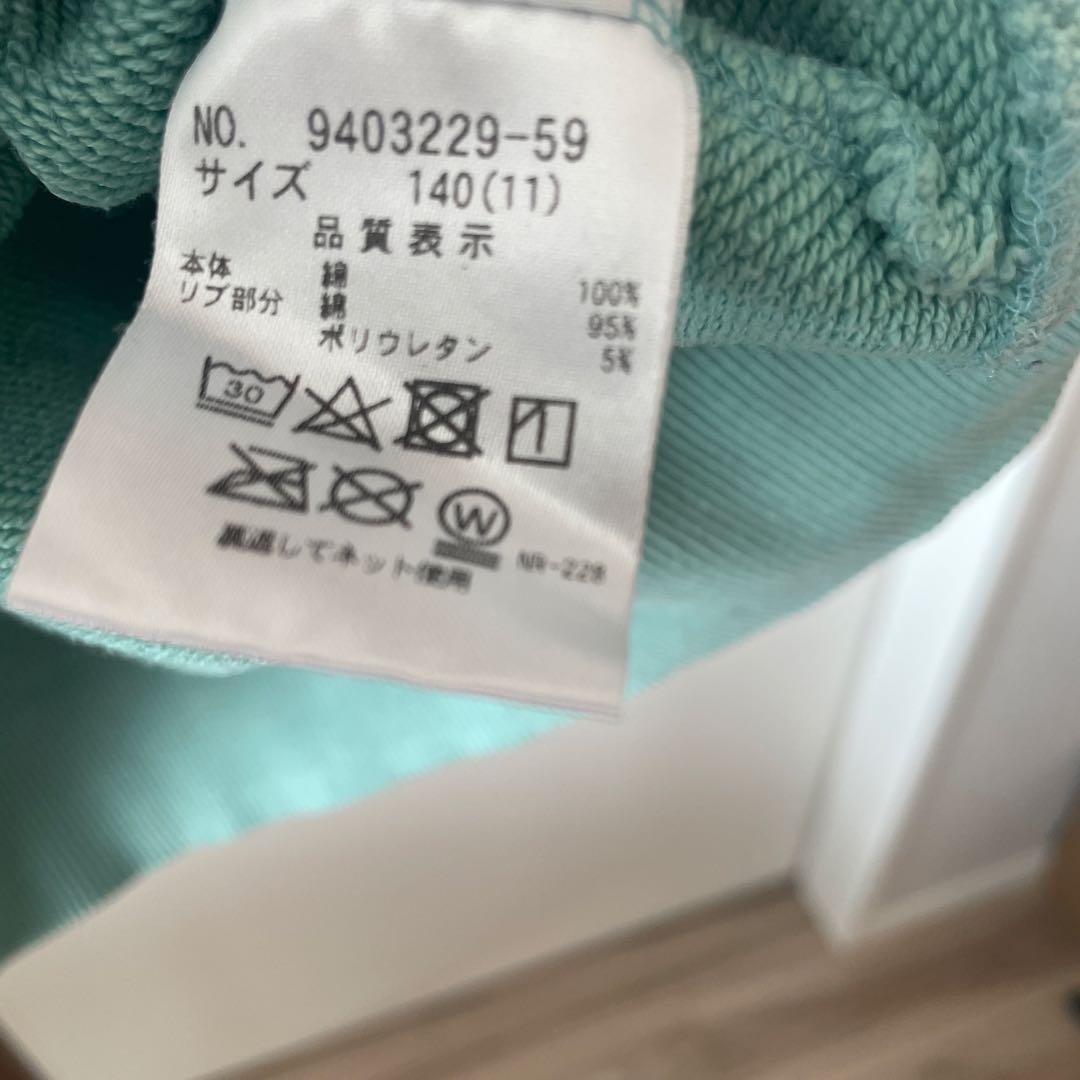 NO. 9403229-59
サイズ 140(11)
品質表示
本体 綿 100%
リブ部分 綿 95%
ポリウレタン 5%
30
W
裏返してネット使用 NR-228